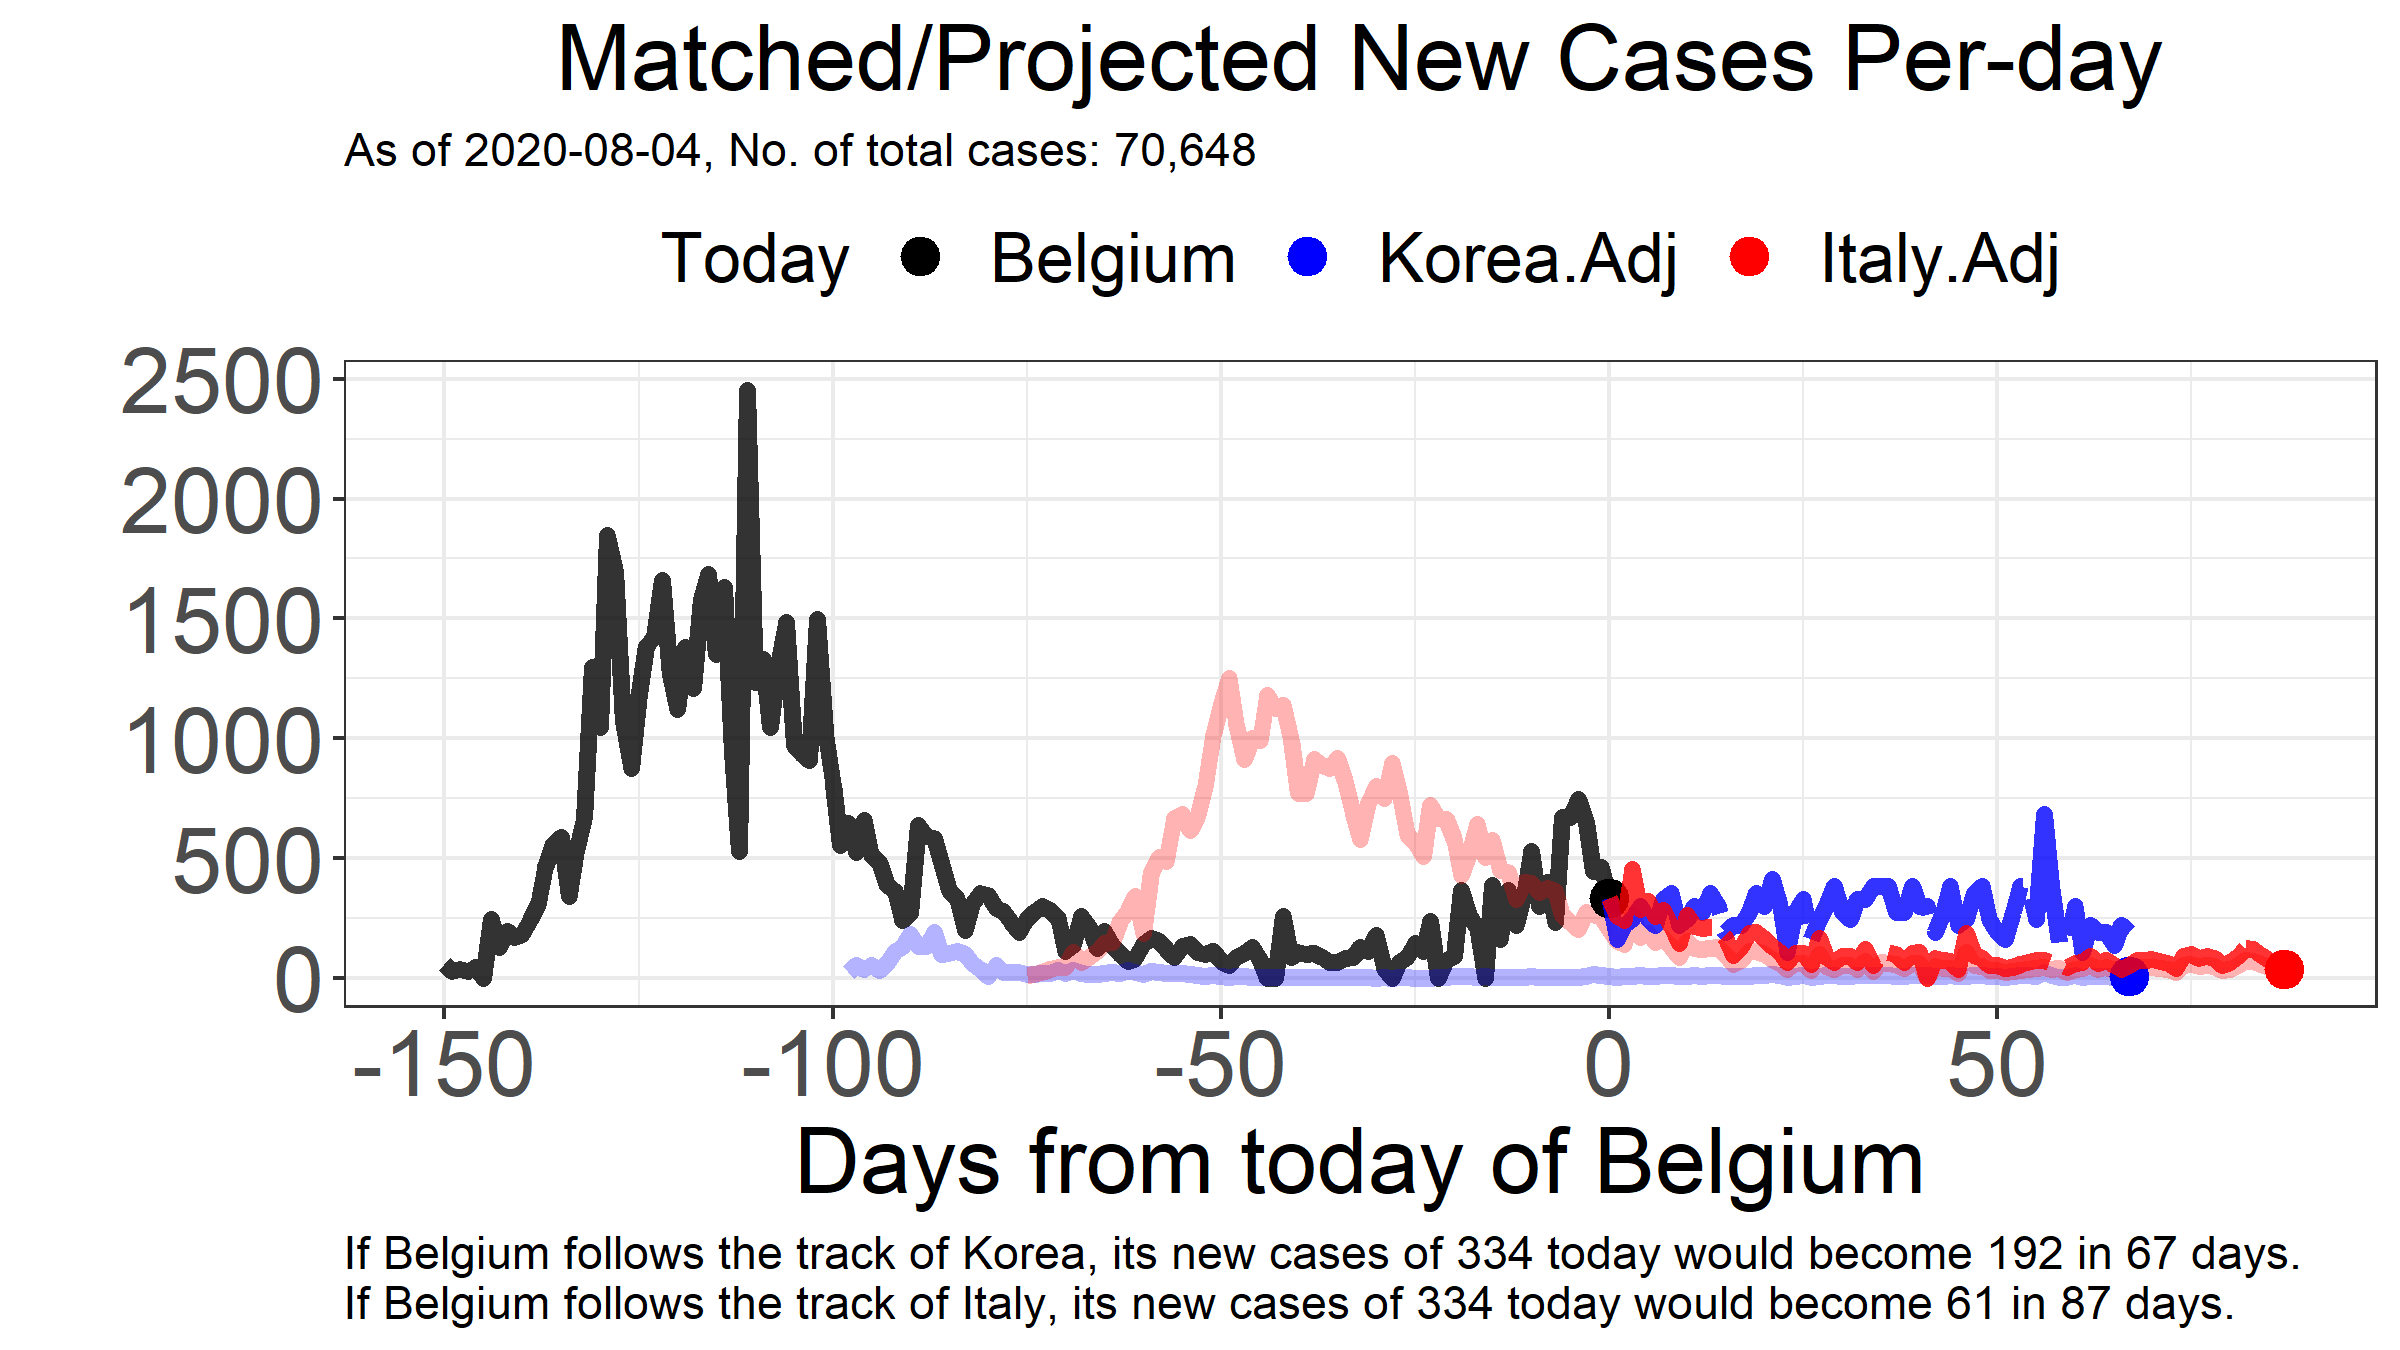 Matched/Projected New Cases Per-day
As of 2020-08-04, No. of total cases: 70,648
Today Belgium Korea.Adj Italy.Adj
2500
2000
1500
1000
500
0
-150 -100 -50 0 50
Days from today of Belgium
If Belgium follows the track of Korea, its new cases of 334 today would become 192 in 67 days.
If Belgium follows the track of Italy, its new cases of 334 today would become 61 in 87 days.